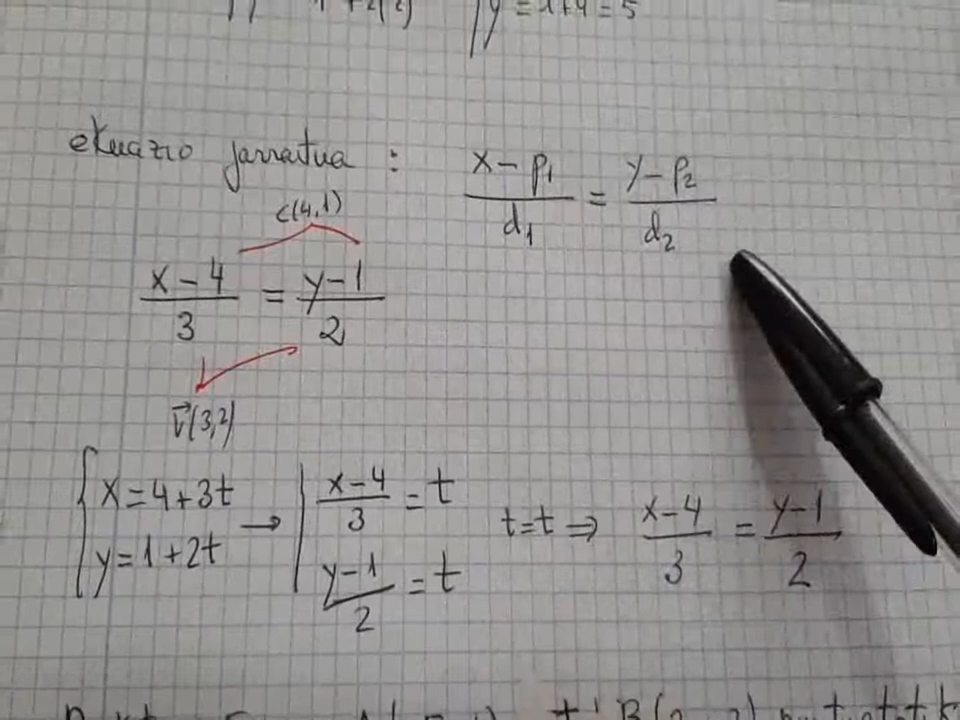 y = 1+4 = 5
ekuazio jarraitua : x-p₁/d₁ = y-p₂/d₂
C(4,1)
x-4/3 = y-1/2
v⃗(3,2)
{ x=4+3t → | x-4/3 = t t=t ⇒ x-4/3 = y-1/2
y=1+2t y-1/2 = t